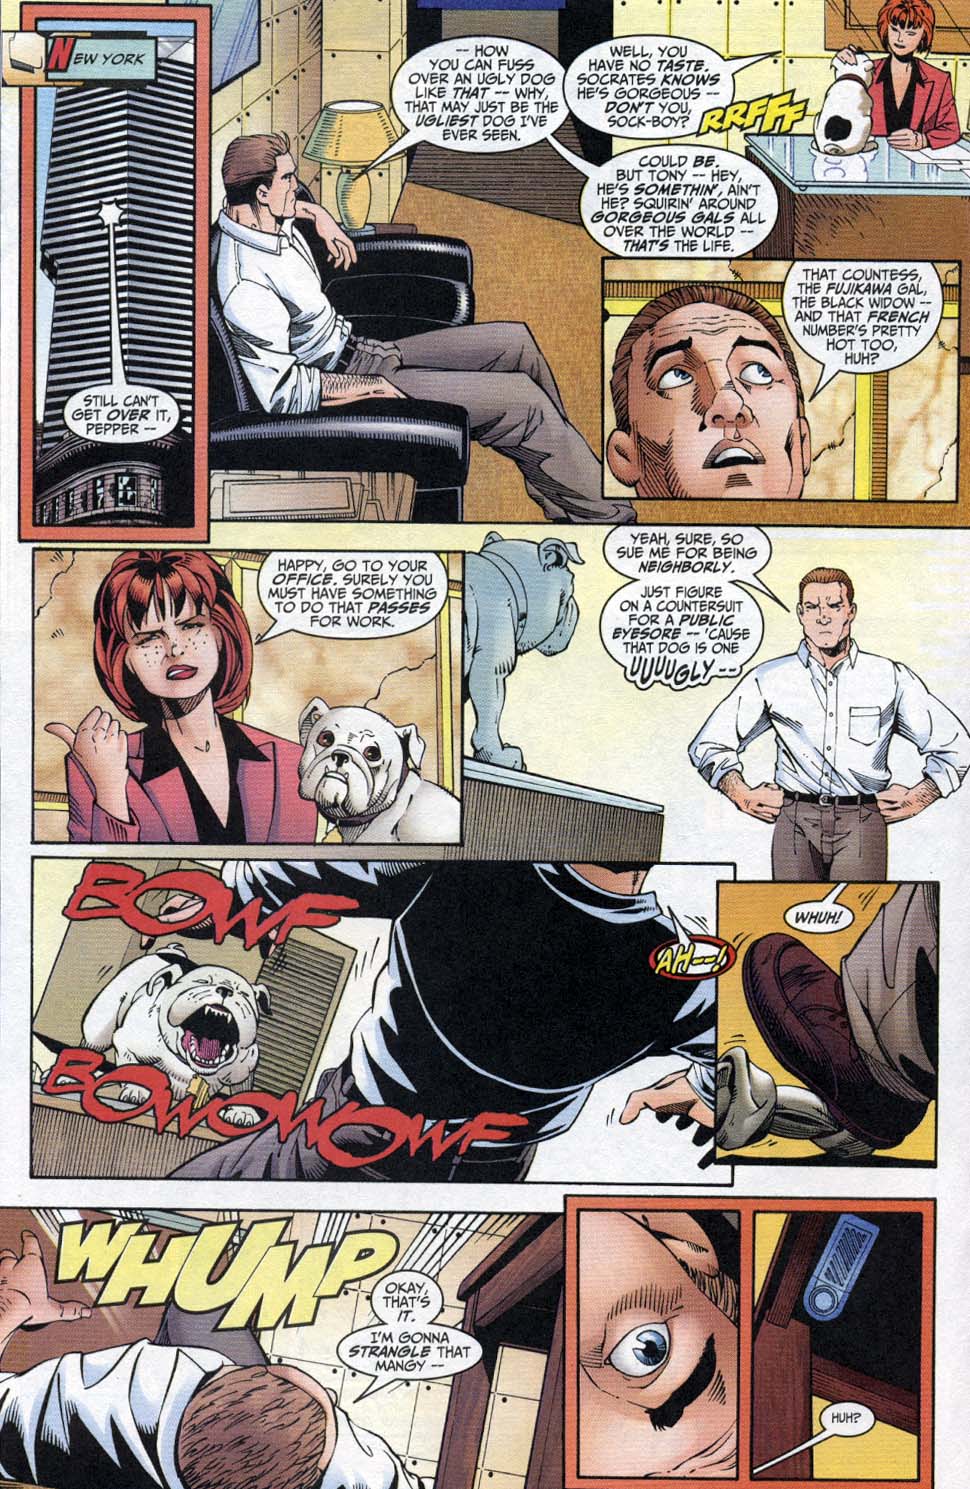 NEW YORK
STILL CAN'T
GET OVER IT,
PEPPER --
-- HOW
YOU CAN FUSS
OVER AN UGLY DOG
LIKE THAT -- WHY,
THAT MAY JUST BE THE
UGLIEST DOG I'VE
EVER SEEN.
WELL, YOU
HAVE NO TASTE.
SOCRATES KNOWS
HE'S GORGEOUS --
DON'T YOU,
SOCK-BOY?
RRFFF
COULD BE.
BUT TONY -- HEY,
HE'S SOMETHIN', AIN'T
HE? SQUIRIN' AROUND
GORGEOUS GALS ALL
OVER THE WORLD --
THAT'S THE LIFE.
THAT COUNTESS,
THE FUJIKAWA GAL,
THE BLACK WIDOW --
AND THAT FRENCH
NUMBER'S PRETTY
HOT TOO,
HUH?
HAPPY, GO TO YOUR
OFFICE. SURELY YOU
MUST HAVE SOMETHING
TO DO THAT PASSES
FOR WORK.
YEAH, SURE, SO
SUE ME FOR BEING
NEIGHBORLY.
JUST FIGURE
ON A COUNTERSUIT
FOR A PUBLIC
EYESORE -- 'CAUSE
THAT DOG IS ONE
UUUUGLY --
BOWF
BOWOWOWOWF
AH--!
WHUH!
WHUMP
OKAY,
THAT'S
IT.
I'M GONNA
STRANGLE THAT
MANGY --
HUH?